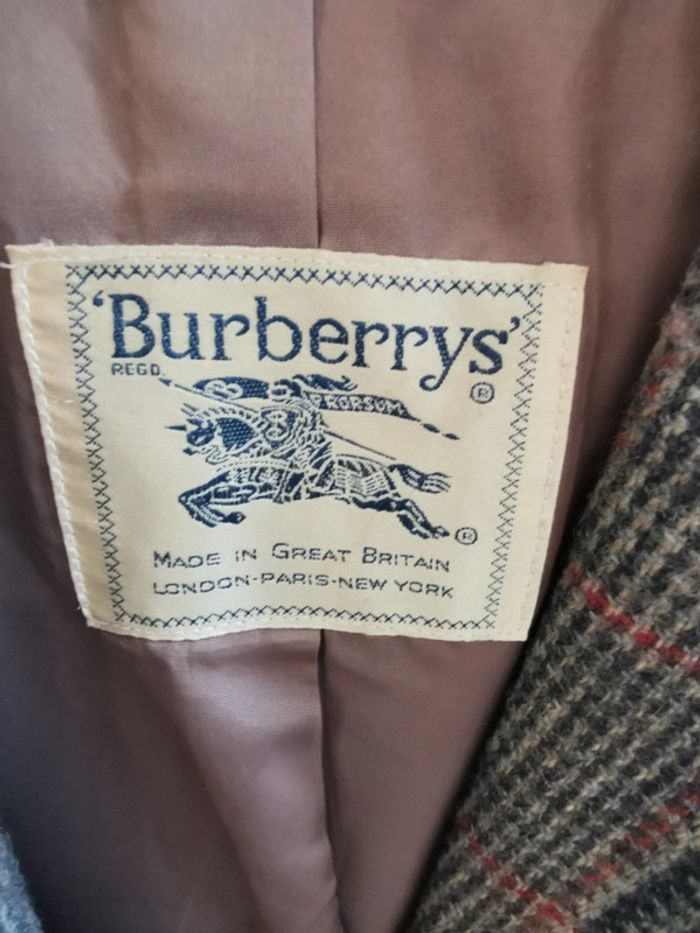 ‘Burberrys’
REGD.
®
PRORSUM
®
MADE IN GREAT BRITAIN
LONDON-PARIS-NEW YORK